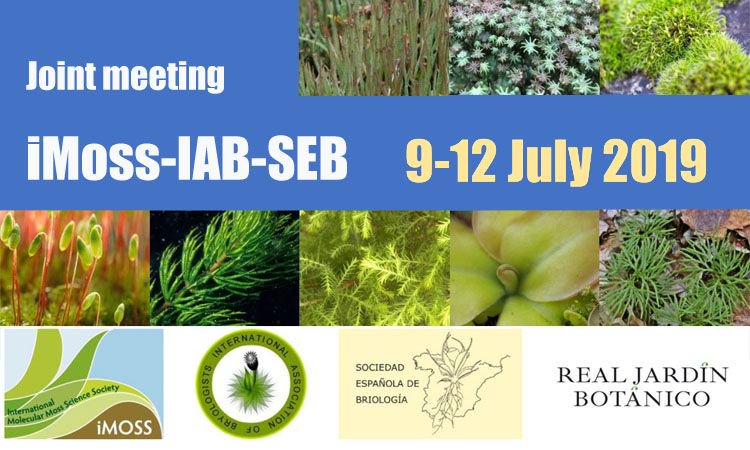 Joint meeting
iMoss-IAB-SEB
9-12 July 2019
International
Molecular Moss Science Society
iMOSS
INTERNATIONAL ASSOCIATION OF BRYOLOGISTS
SOCIEDAD
ESPAÑOLA DE
BRIOLOGÍA
REAL JARDÍN
BOTÁNICO